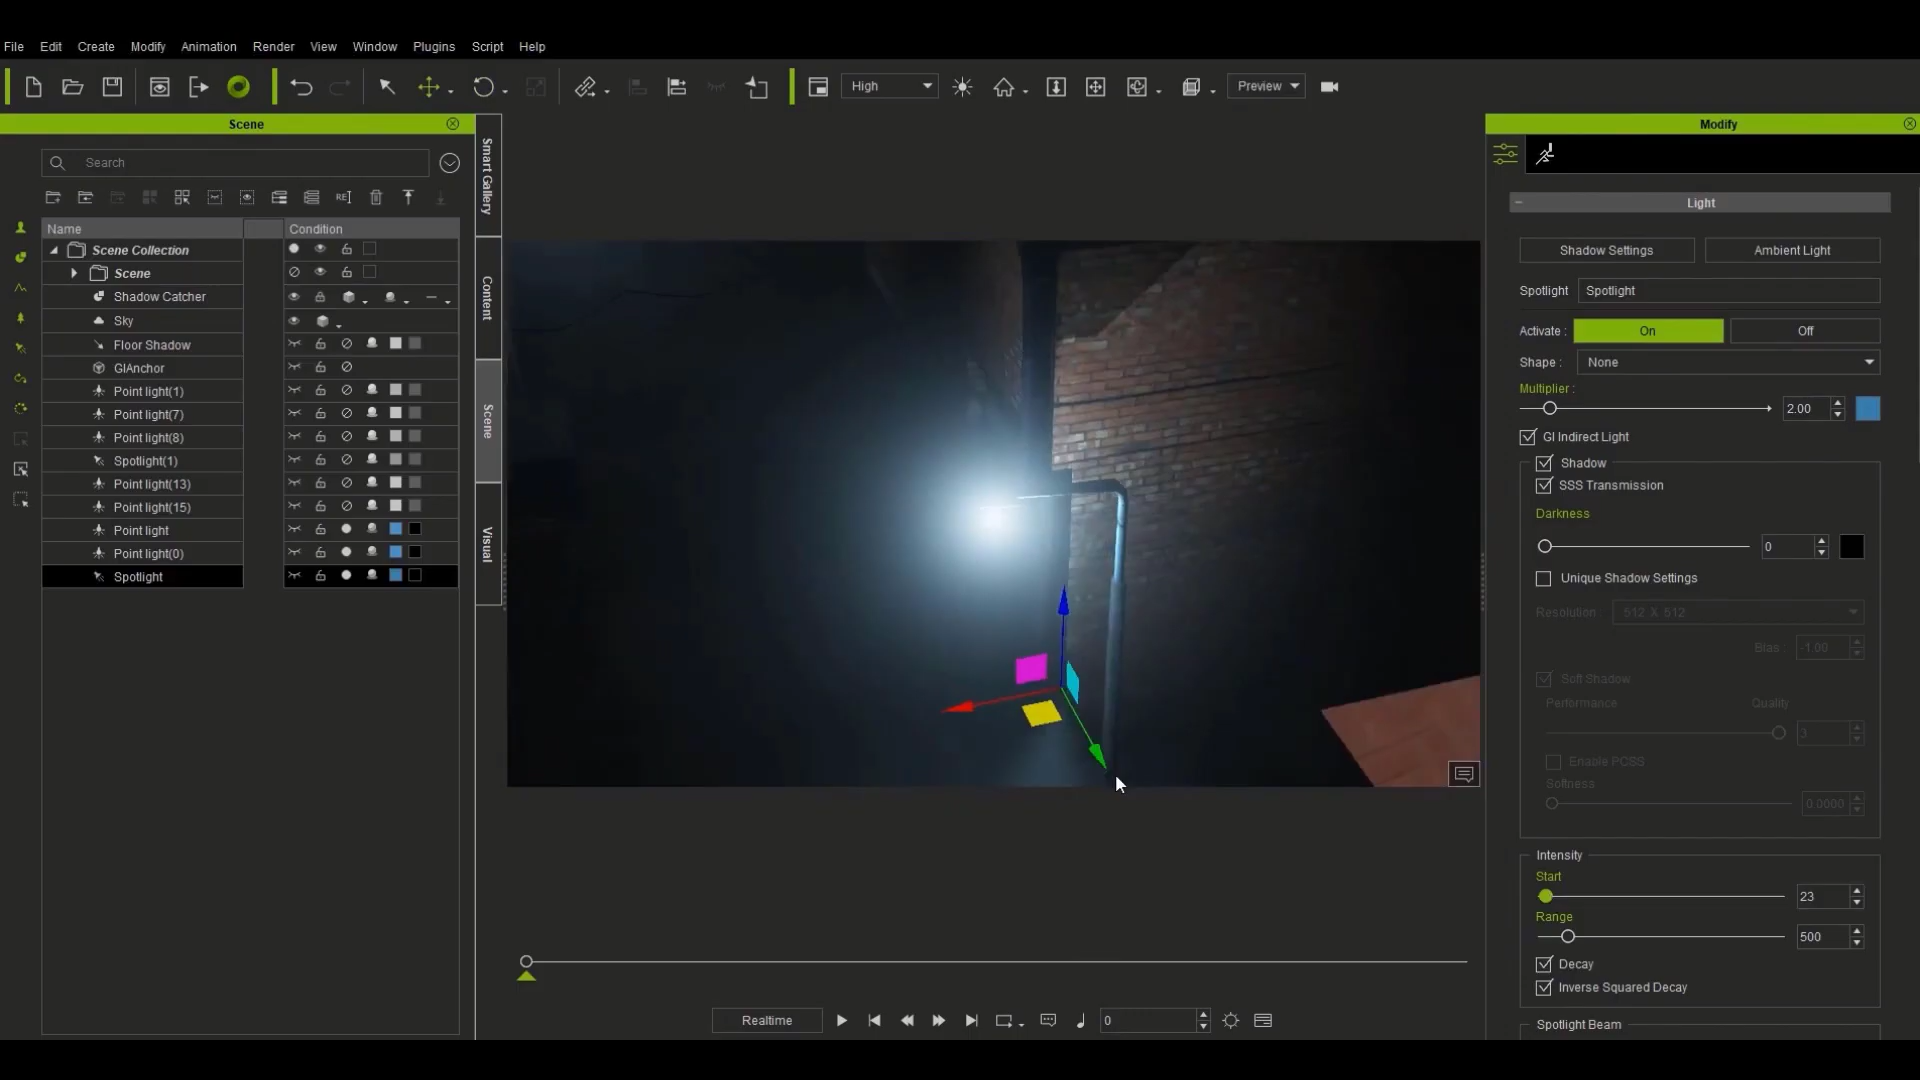 File Edit Create Modify Animation Render View Window Plugins Script Help
High
Preview
Scene
Search
REI
Name
Condition
Scene Collection
Scene
Shadow Catcher
Sky
Floor Shadow
GIAnchor
Point light(1)
Point light(7)
Point light(8)
Spotlight(1)
Point light(13)
Point light(15)
Point light
Point light(0)
Spotlight
Smart Gallery
Content
Scene
Visual
Realtime
0
Modify
Light
Shadow Settings
Ambient Light
Spotlight Spotlight
Activate : On Off
Shape : None
Multiplier :
2.00
GI Indirect Light
Shadow
SSS Transmission
Darkness
0
Unique Shadow Settings
Resolution : 512 X 512
Bias : -1.00
Soft Shadow
Performance Quality
3
Enable PCSS
Softness
0.0000
Intensity
Start
23
Range
500
Decay
Inverse Squared Decay
Spotlight Beam